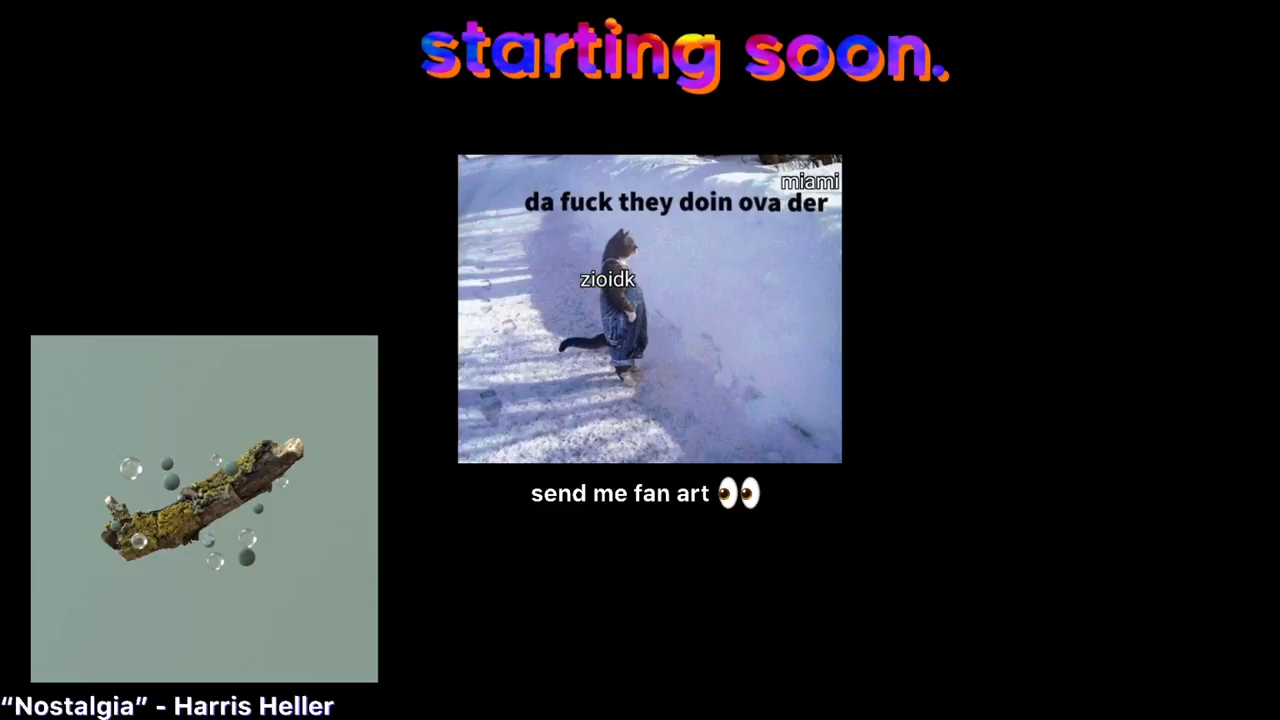 starting soon.
miami
da fuck they doin ova der
zioidk
send me fan art 👀
“Nostalgia” - Harris Heller